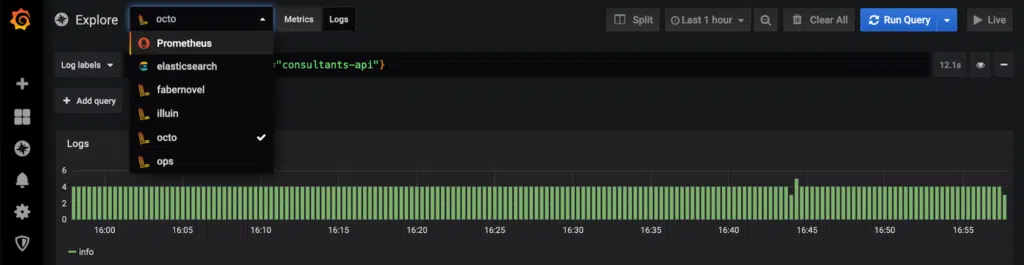 Explore octo Metrics Logs Split Last 1 hour Clear All Run Query Live
Prometheus
Log labels ="consultants-api"} 12.1s
elasticsearch
fabernovel
+ Add query
illuin
octo
Logs
ops
6
4
2
0
16:00 16:05 16:10 16:15 16:20 16:25 16:30 16:35 16:40 16:45 16:50 16:55
info